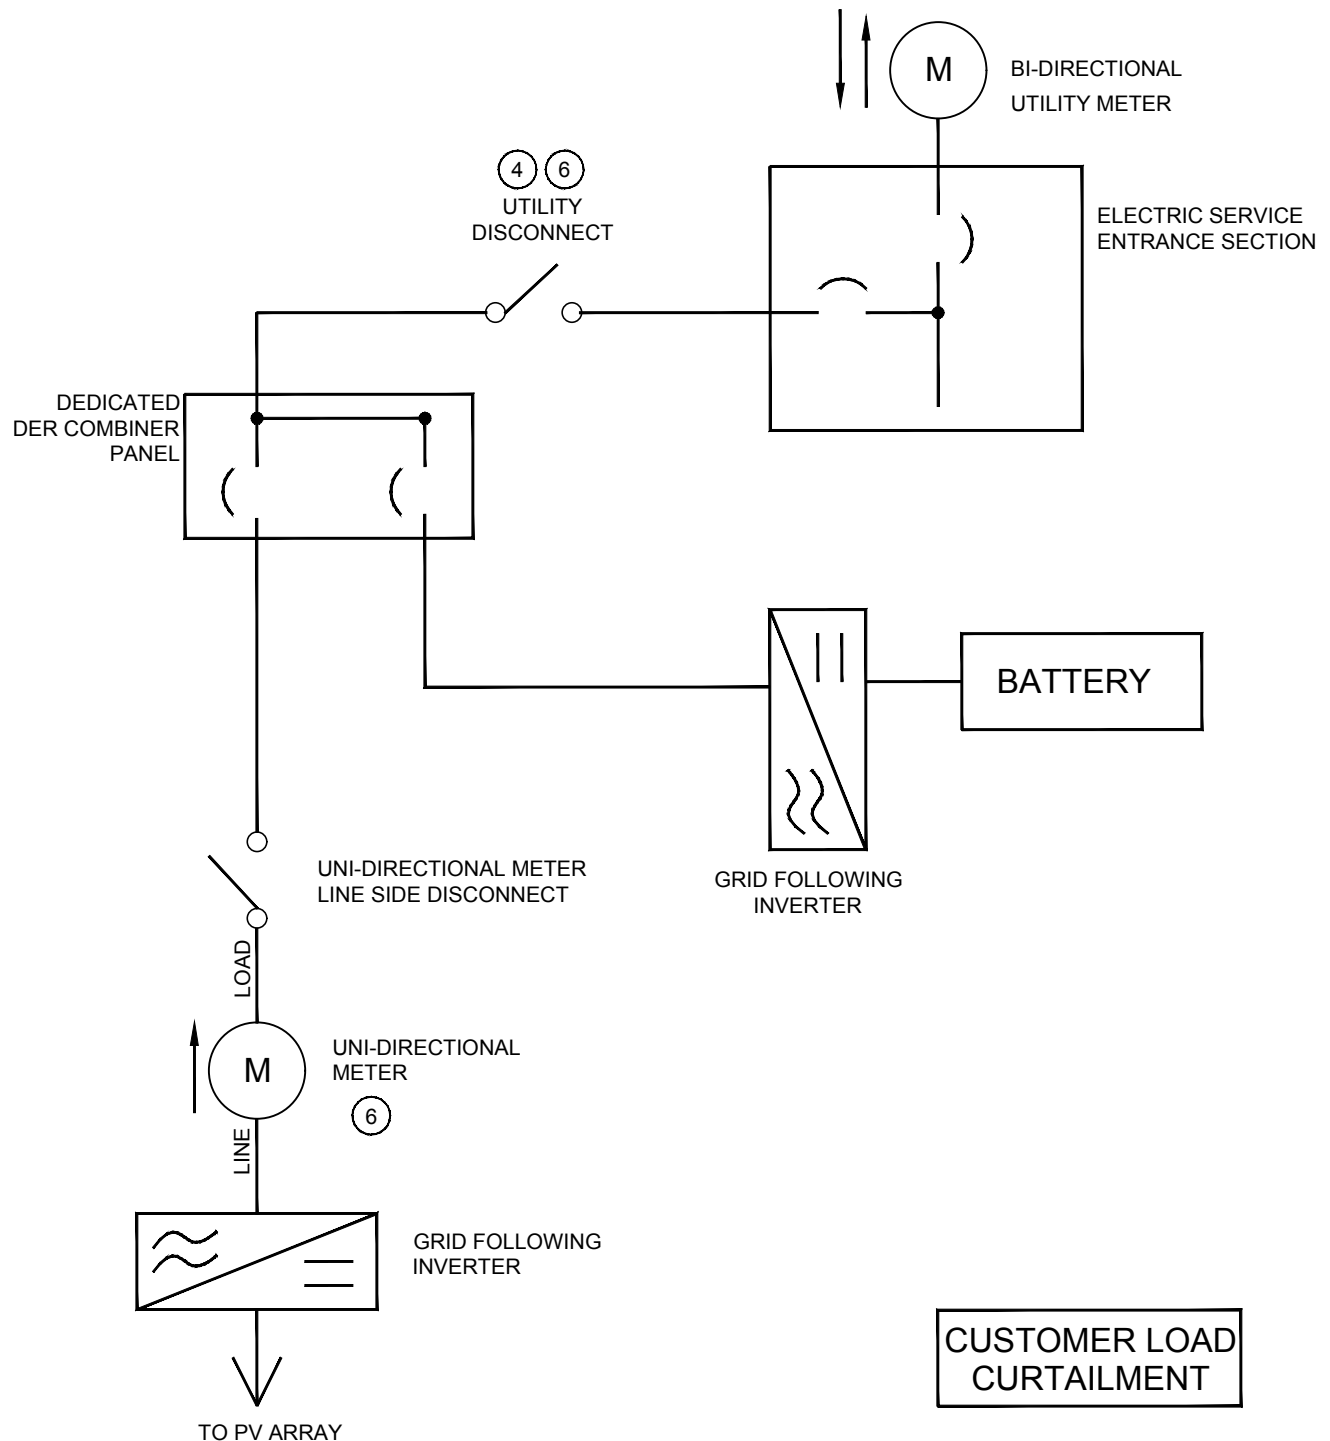 M
BI-DIRECTIONAL
UTILITY METER
4 6
UTILITY
DISCONNECT
ELECTRIC SERVICE
ENTRANCE SECTION
DEDICATED
DER COMBINER
PANEL
BATTERY
GRID FOLLOWING
INVERTER
UNI-DIRECTIONAL METER
LINE SIDE DISCONNECT
LOAD
M
UNI-DIRECTIONAL
METER
6
LINE
GRID FOLLOWING
INVERTER
TO PV ARRAY
CUSTOMER LOAD
CURTAILMENT